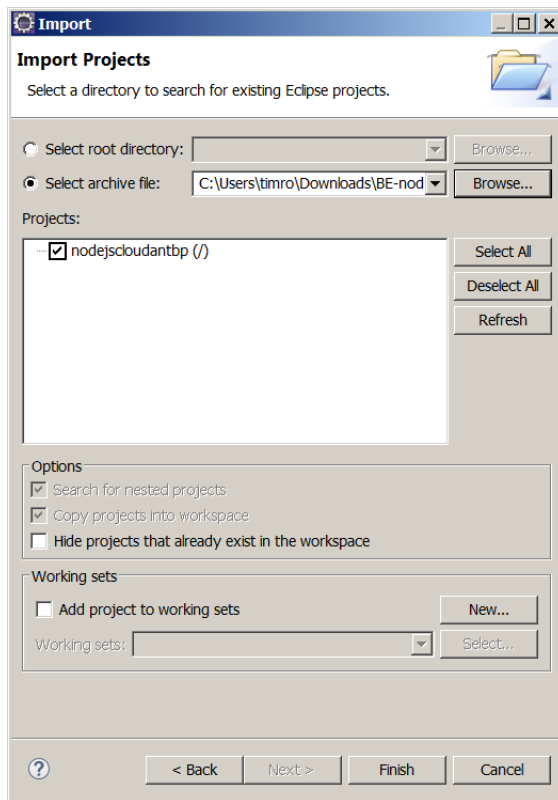 Import
Import Projects
Select a directory to search for existing Eclipse projects.
Select root directory: Browse...
Select archive file: C:\Users\timro\Downloads\BE-nod Browse...
Projects:
nodejscloudantbp (/)
Select All
Deselect All
Refresh
Options
Search for nested projects
Copy projects into workspace
Hide projects that already exist in the workspace
Working sets
Add project to working sets New...
Working sets: Select...
? < Back Next > Finish Cancel